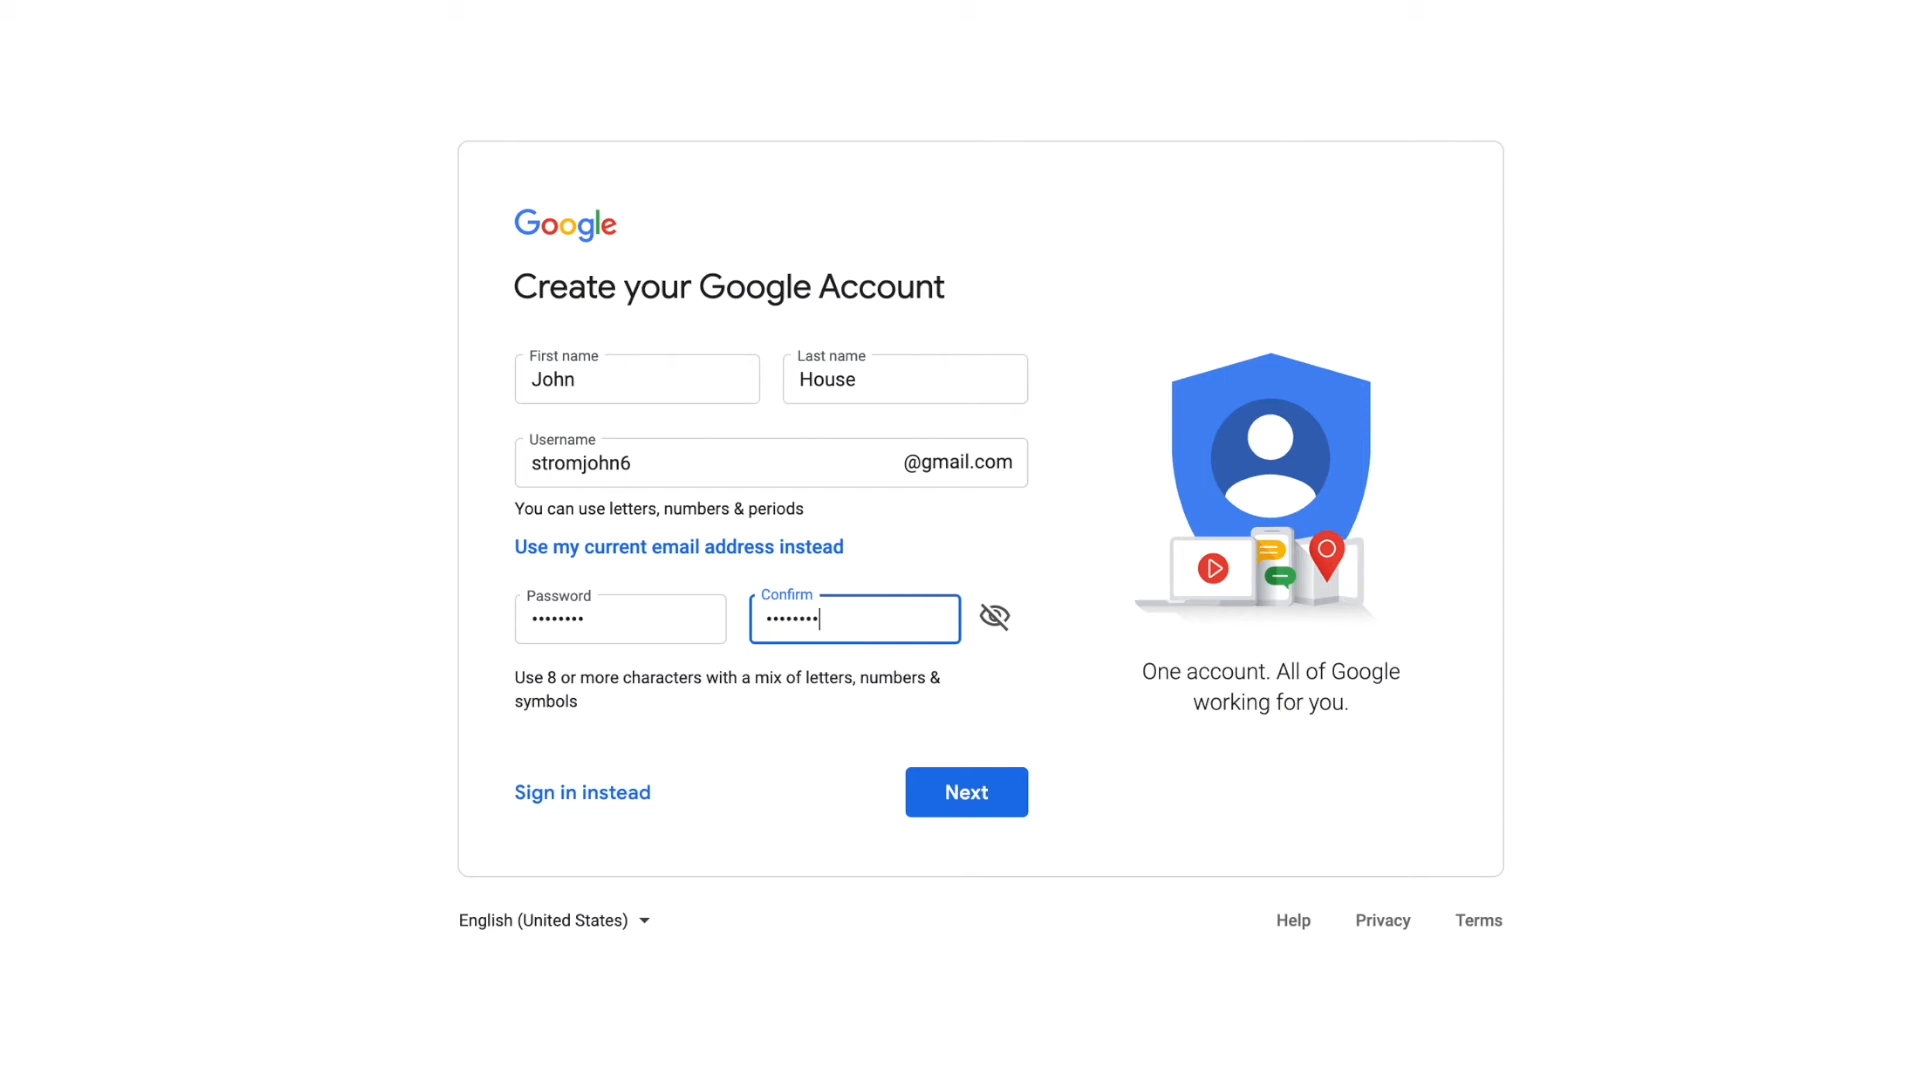 Google
Create your Google Account
First name
Last name
John
House
Username
stromjohn6
@gmail.com
You can use letters, numbers & periods
Use my current email address instead
Password
Confirm
••••••••
••••••••
Use 8 or more characters with a mix of letters, numbers &
symbols
One account. All of Google
working for you.
Sign in instead
Next
English (United States)
Help
Privacy
Terms